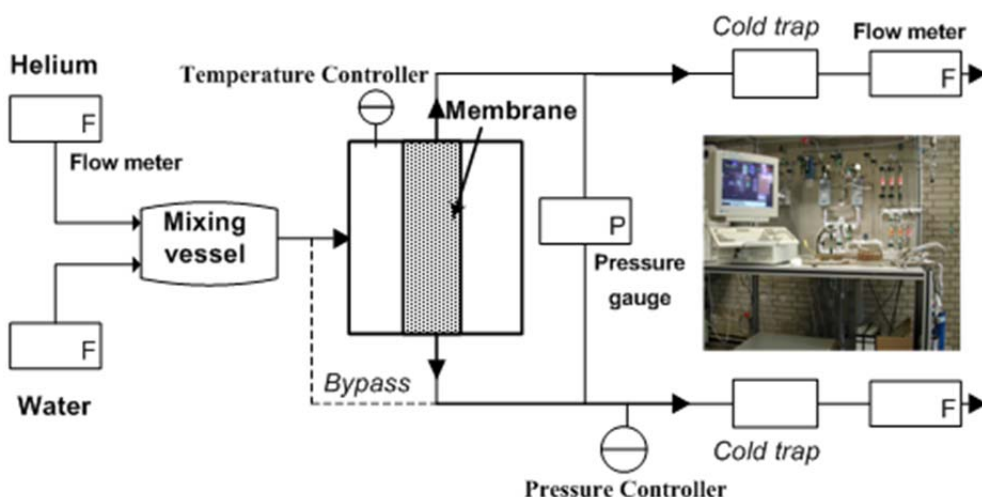 Cold trap
Flow meter
Helium
Temperature Controller
F
F
Membrane
Flow meter
Mixing
vessel
P
Pressure
gauge
F
Bypass
F
Water
Cold trap
Pressure Controller